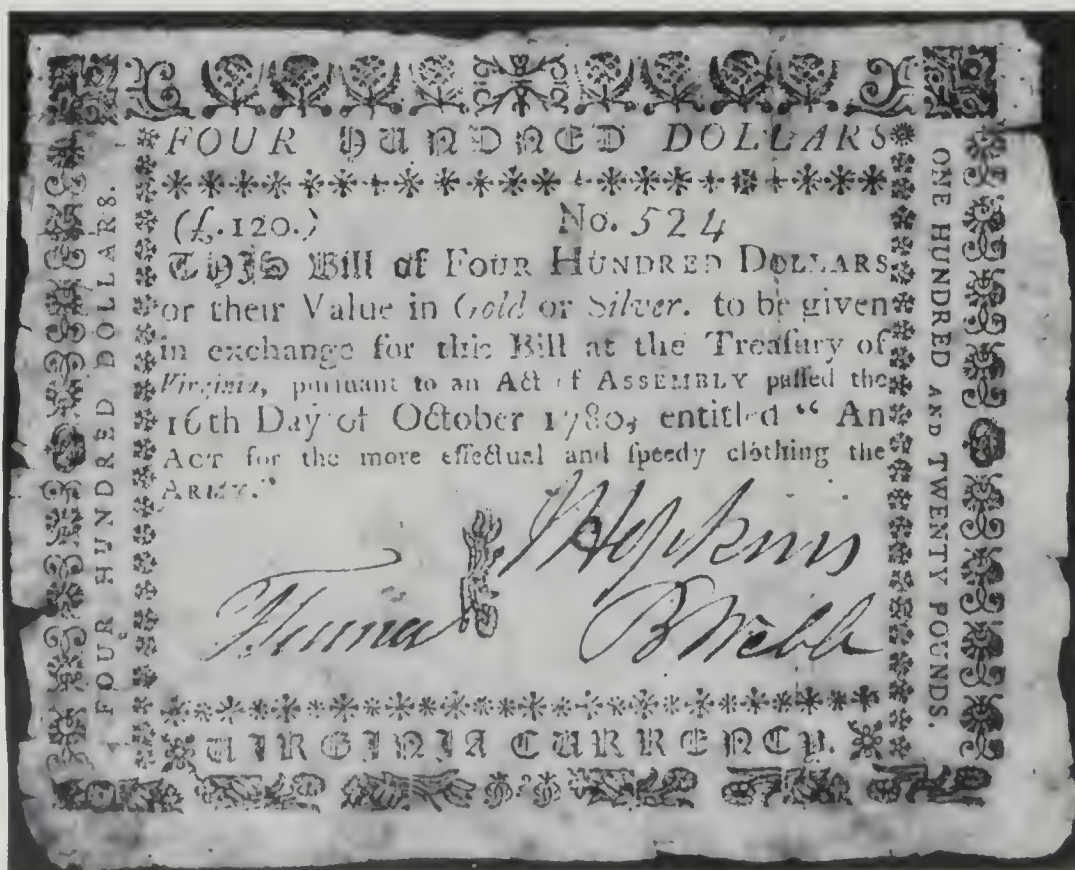 FOUR HUNDNED DOLLARS
(£.120.) No. 524
THIS Bill of FOUR HUNDRED DOLLARS
or their Value in Gold or Silver. to be given
in exchange for this Bill at the Treaſury of
Virginia, purſuant to an Act of ASSEMBLY paſſed the
16th Day of October 1780, entitled “ An
ACT for the more effectual and ſpeedy clothing the
ARMY.”
JHopkins
BWebb
VIRGINIA CURRENCY.
FOUR HUNDRED DOLLARS.
ONE HUNDRED AND TWENTY POUNDS.